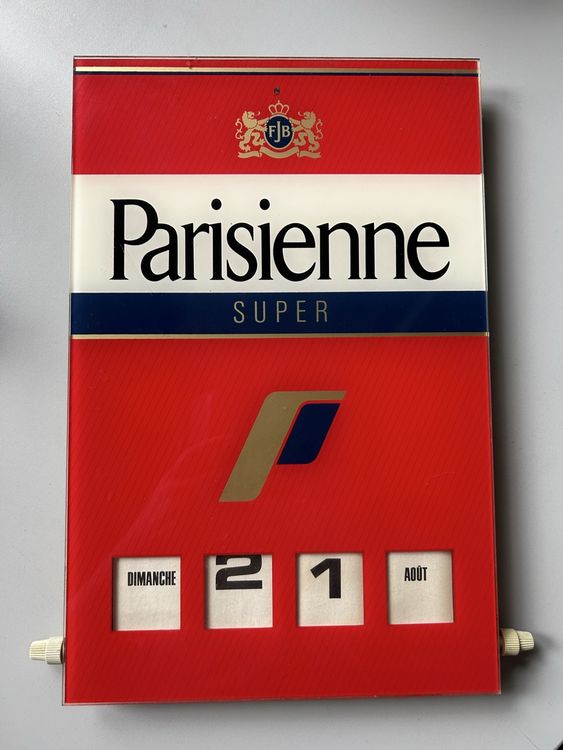 FJB
Parisienne
SUPER
DIMANCHE 2 1 AOÛT